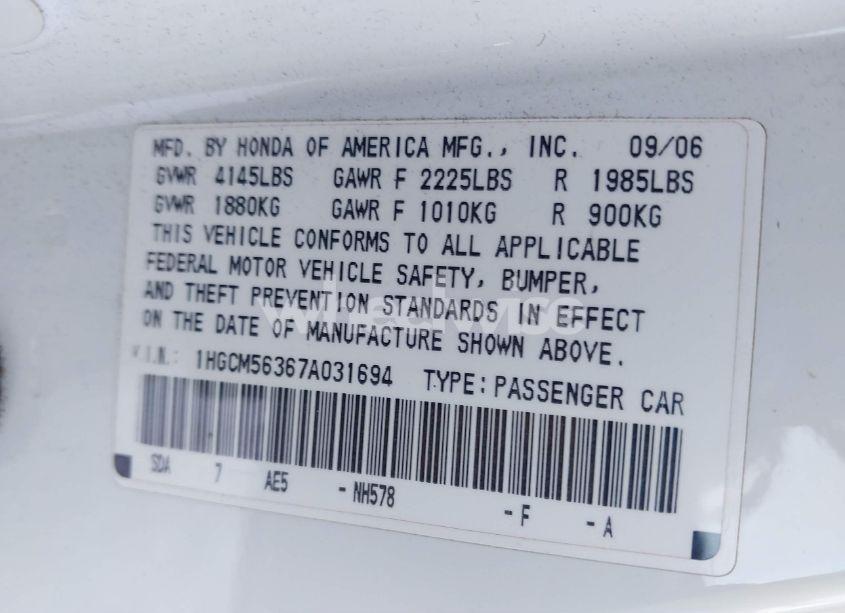 MFD. BY HONDA OF AMERICA MFG., INC. 09/06
GVWR 4145LBS GAWR F 2225LBS R 1985LBS
GVWR 1880KG GAWR F 1010KG R 900KG
THIS VEHICLE CONFORMS TO ALL APPLICABLE
FEDERAL MOTOR VEHICLE SAFETY, BUMPER,
AND THEFT PREVENTION STANDARDS IN EFFECT
ON THE DATE OF MANUFACTURE SHOWN ABOVE.
V.I.N.: 1HGCM56367A031694 TYPE: PASSENGER CAR
SDA 7 AE5 - NH578 - F - A